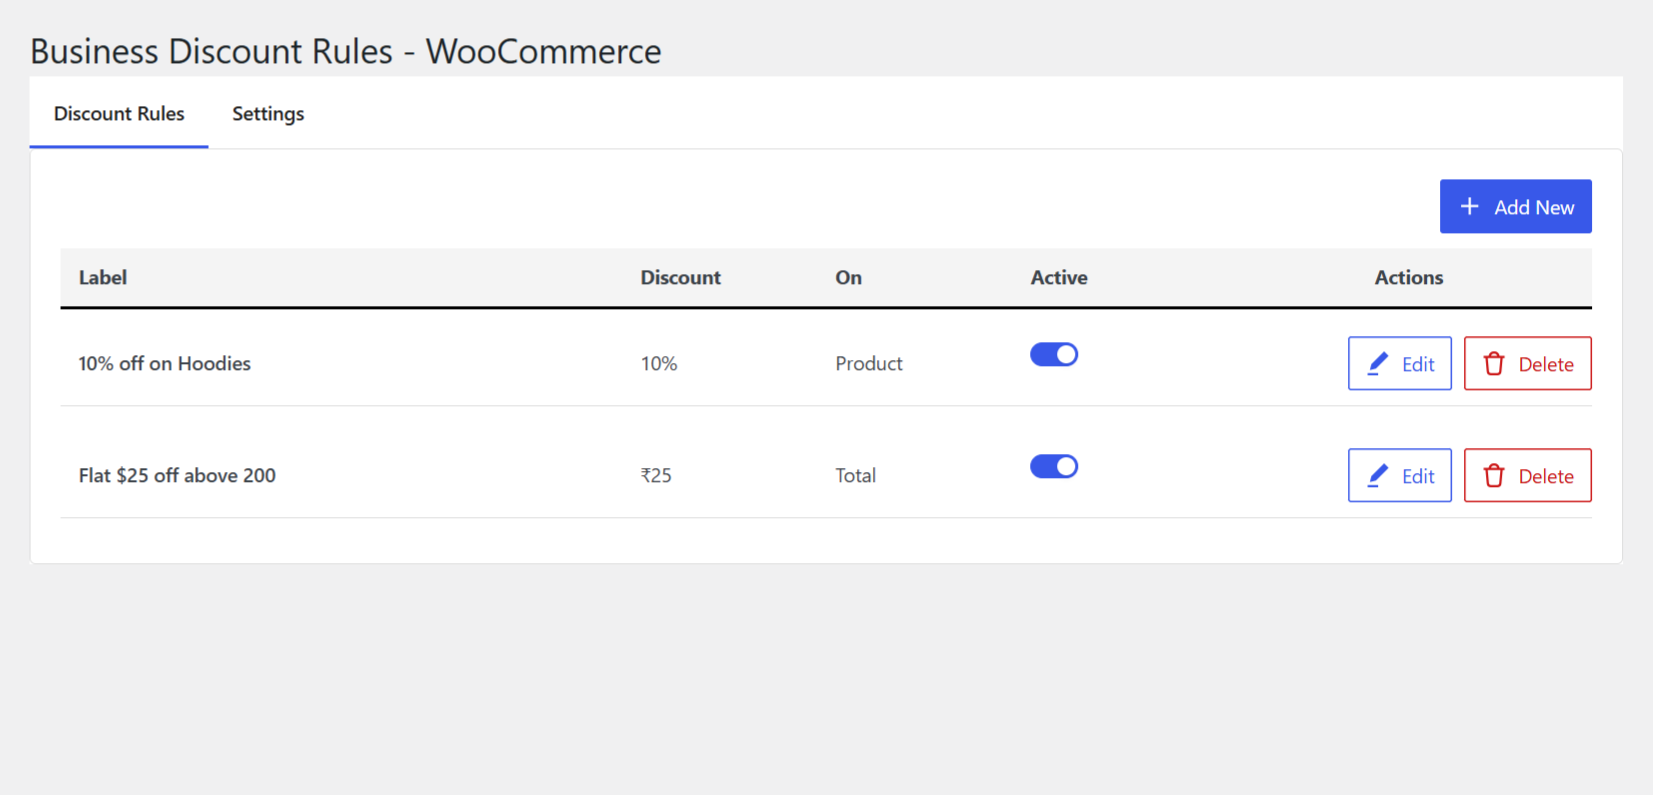 Business Discount Rules - WooCommerce
Discount Rules Settings
+ Add New
Label Discount On Active Actions
10% off on Hoodies 10% Product Edit Delete
Flat $25 off above 200 ₹25 Total Edit Delete